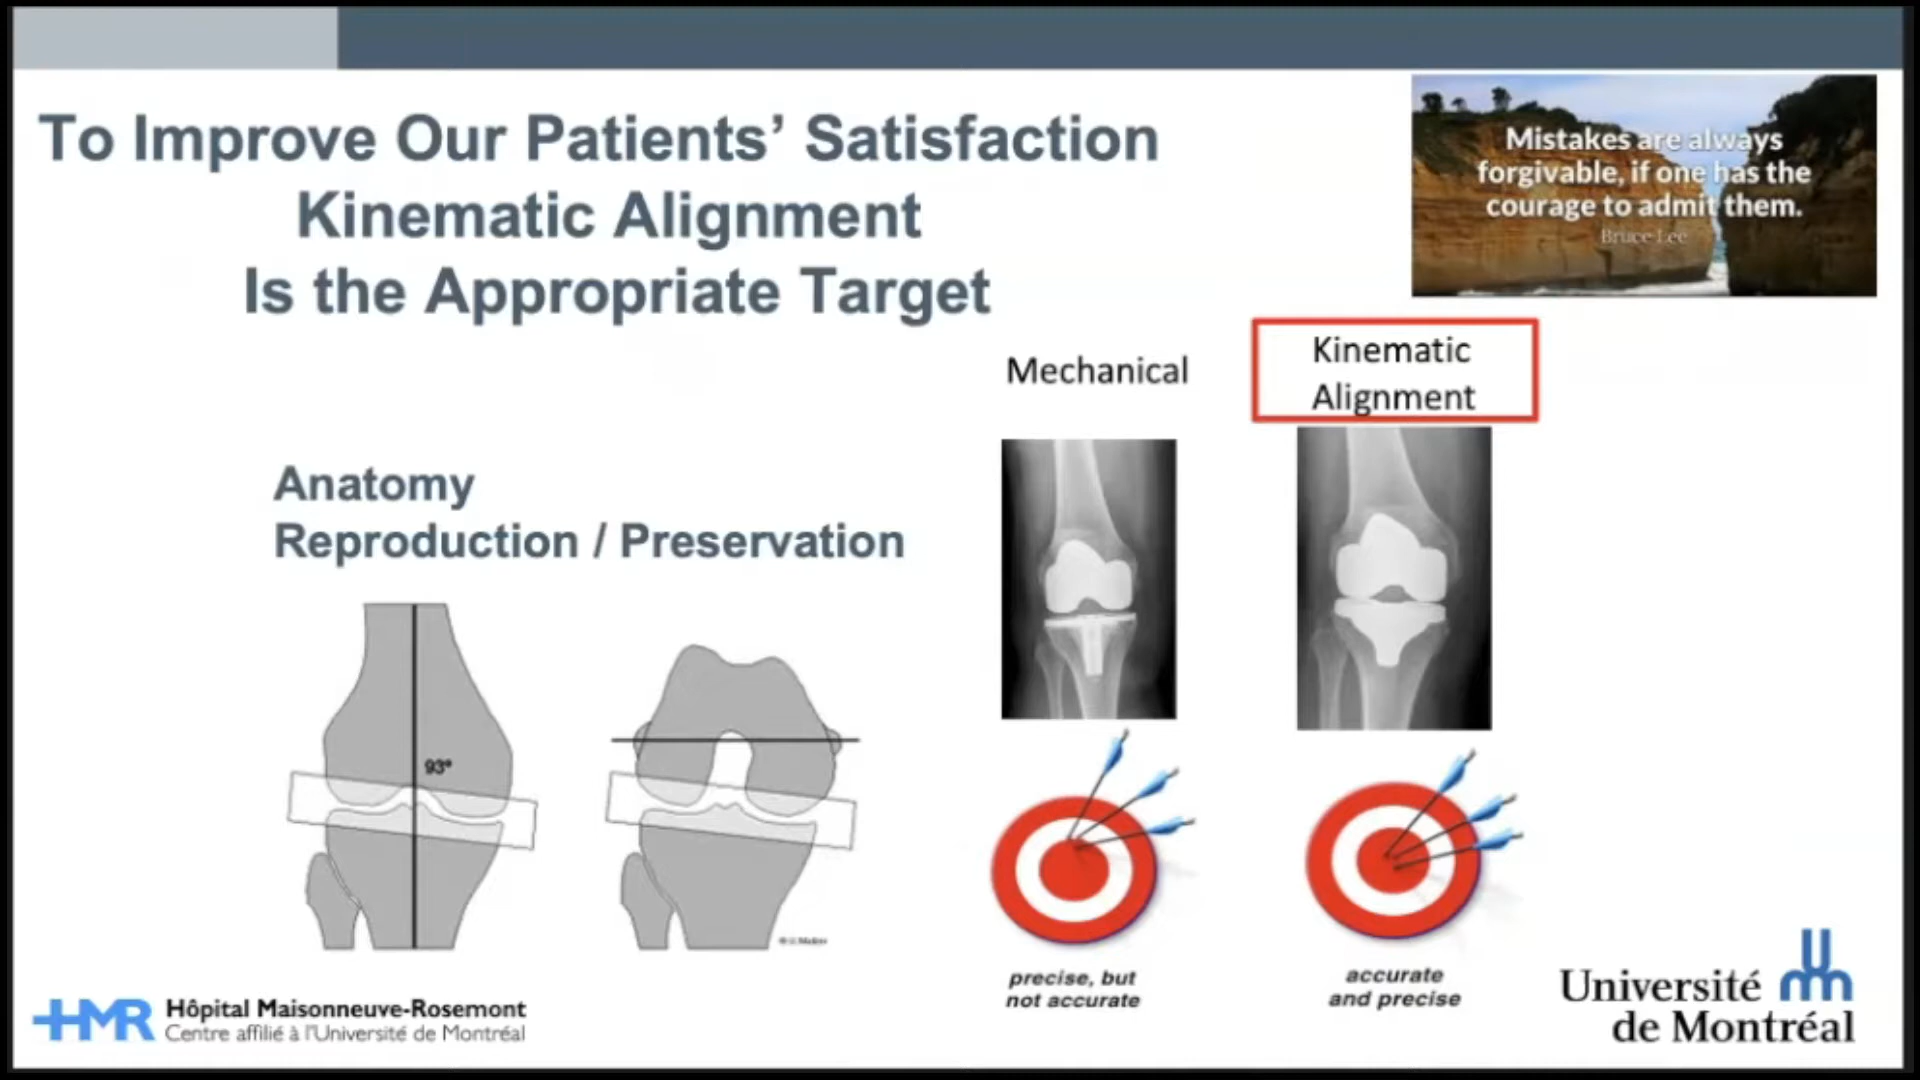 To Improve Our Patients’ Satisfaction
Kinematic Alignment
Is the Appropriate Target
Mistakes are always
forgivable, if one has the
courage to admit them.
Bruce Lee
Mechanical
Kinematic
Alignment
Anatomy
Reproduction / Preservation
93°
precise, but
not accurate
accurate
and precise
HMR
Hôpital Maisonneuve-Rosemont
Centre affilié à l'Université de Montréal
Université
de Montréal